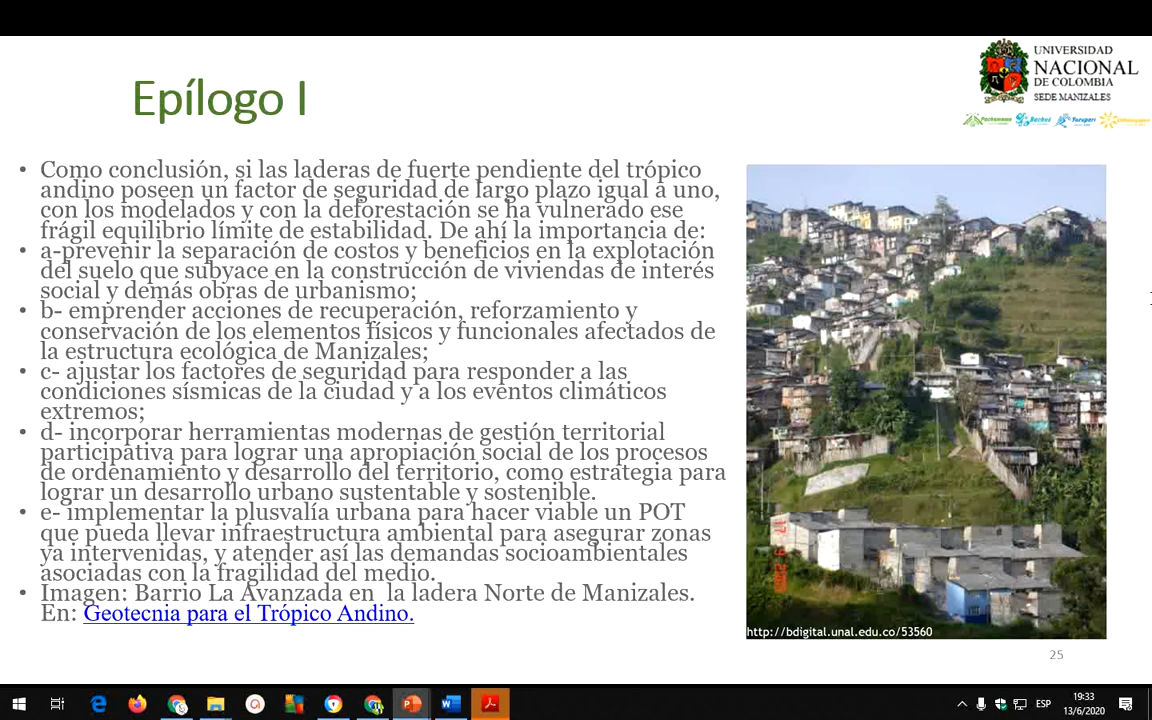 Epílogo I
UNIVERSIDAD
NACIONAL
DE COLOMBIA
SEDE MANIZALES
• Como conclusión, si las laderas de fuerte pendiente del trópico
andino poseen un factor de seguridad de largo plazo igual a uno,
con los modelados y con la deforestación se ha vulnerado ese
frágil equilibrio límite de estabilidad. De ahí la importancia de:
• a-prevenir la separación de costos y beneficios en la explotación
del suelo que subyace en la construcción de viviendas de interés
social y demás obras de urbanismo;
• b- emprender acciones de recuperación, reforzamiento y
conservación de los elementos físicos y funcionales afectados de
la estructura ecológica de Manizales;
• c- ajustar los factores de seguridad para responder a las
condiciones sísmicas de la ciudad y a los eventos climáticos
extremos;
• d- incorporar herramientas modernas de gestión territorial
participativa para lograr una apropiación social de los procesos
de ordenamiento y desarrollo del territorio, como estrategia para
lograr un desarrollo urbano sustentable y sostenible.
• e- implementar la plusvalía urbana para hacer viable un POT
que pueda llevar infraestructura ambiental para asegurar zonas
ya intervenidas, y atender así las demandas socioambientales
asociadas con la fragilidad del medio.
• Imagen: Barrio La Avanzada en la ladera Norte de Manizales.
En: Geotecnia para el Trópico Andino.
http://bdigital.unal.edu.co/53560
25
ESP
19:33
13/6/2020